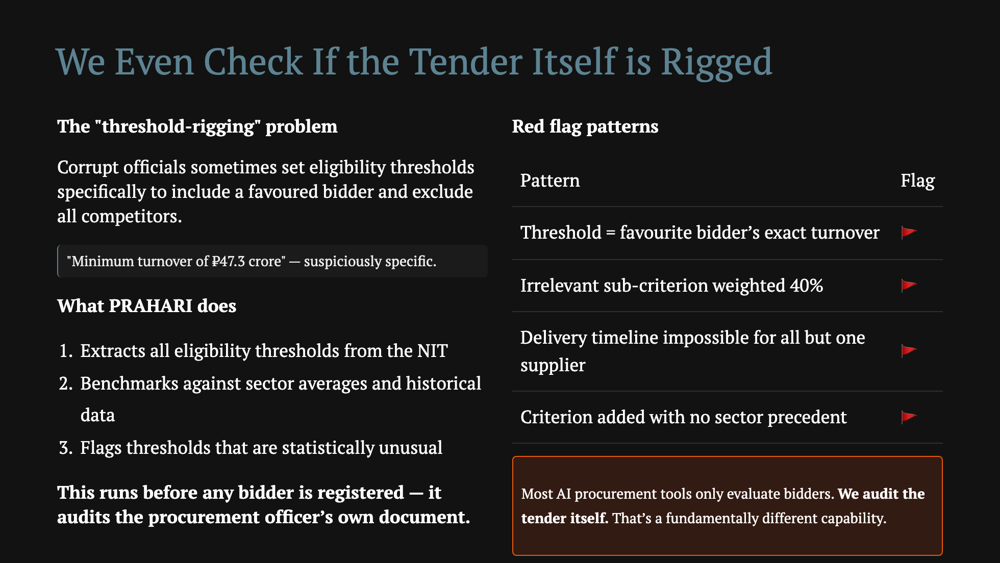 We Even Check If the Tender Itself is Rigged
The "threshold-rigging" problem
Corrupt officials sometimes set eligibility thresholds
specifically to include a favoured bidder and exclude
all competitors.
"Minimum turnover of ₽47.3 crore" — suspiciously specific.
What PRAHARI does
1. Extracts all eligibility thresholds from the NIT
2. Benchmarks against sector averages and historical
data
3. Flags thresholds that are statistically unusual
This runs before any bidder is registered — it
audits the procurement officer’s own document.
Red flag patterns
Pattern Flag
Threshold = favourite bidder’s exact turnover 🚩
Irrelevant sub-criterion weighted 40% 🚩
Delivery timeline impossible for all but one
supplier 🚩
Criterion added with no sector precedent 🚩
Most AI procurement tools only evaluate bidders. We audit the
tender itself. That’s a fundamentally different capability.